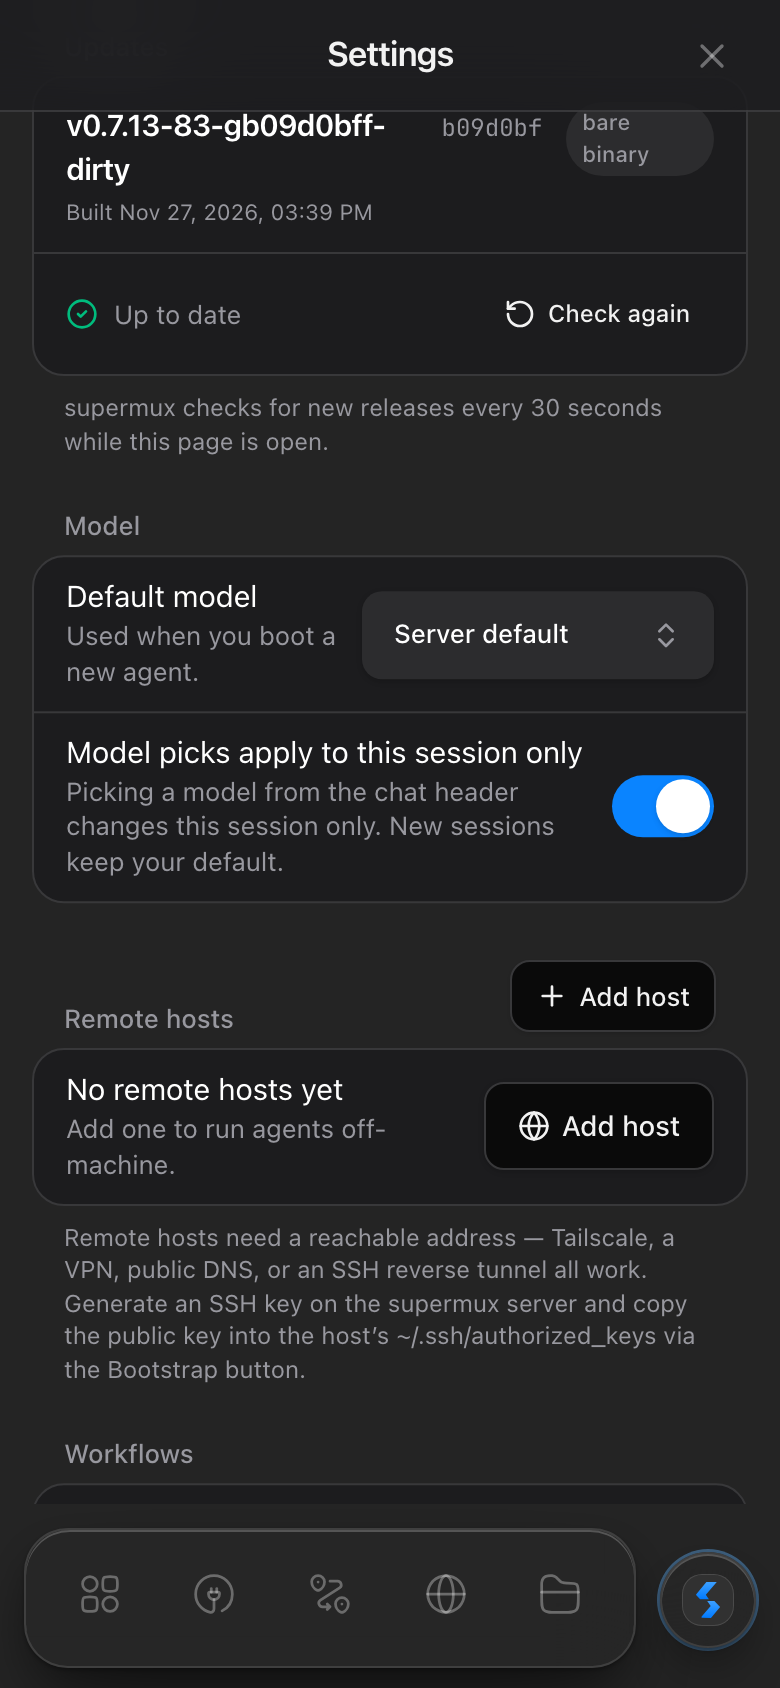 Settings
v0.7.13-83-gb09d0bff-
dirty
b09d0bf
bare
binary
Built Nov 27, 2026, 03:39 PM
Up to date
Check again
supermux checks for new releases every 30 seconds
while this page is open.
Model
Default model
Used when you boot a
new agent.
Server default
Model picks apply to this session only
Picking a model from the chat header
changes this session only. New sessions
keep your default.
Remote hosts
Add host
No remote hosts yet
Add one to run agents off-
machine.
Add host
Remote hosts need a reachable address — Tailscale, a
VPN, public DNS, or an SSH reverse tunnel all work.
Generate an SSH key on the supermux server and copy
the public key into the host’s ~/.ssh/authorized_keys via
the Bootstrap button.
Workflows